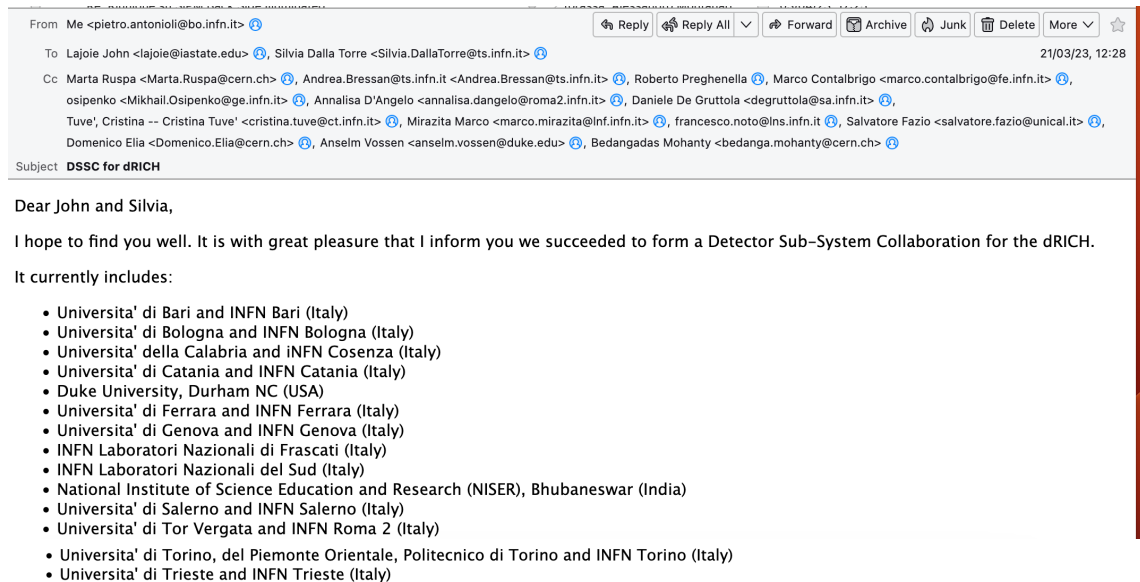 From Me <pietro.antonioli@bo.infn.it> Reply Reply All Forward Archive Junk Delete More
To Lajoie John <lajoie@iastate.edu> , Silvia Dalla Torre <Silvia.DallaTorre@ts.infn.it> 21/03/23, 12:28
Cc Marta Ruspa <Marta.Ruspa@cern.ch> , Andrea.Bressan@ts.infn.it <Andrea.Bressan@ts.infn.it> , Roberto Preghenella , Marco Contalbrigo <marco.contalbrigo@fe.infn.it> ,
osipenko <Mikhail.Osipenko@ge.infn.it> , Annalisa D'Angelo <annalisa.dangelo@roma2.infn.it> , Daniele De Gruttola <degruttola@sa.infn.it> ,
Tuve', Cristina -- Cristina Tuve' <cristina.tuve@ct.infn.it> , Mirazita Marco <marco.mirazita@lnf.infn.it> , francesco.noto@lns.infn.it , Salvatore Fazio <salvatore.fazio@unical.it> ,
Domenico Elia <Domenico.Elia@cern.ch> , Anselm Vossen <anselm.vossen@duke.edu> , Bedangadas Mohanty <bedanga.mohanty@cern.ch>
Subject DSSC for dRICH
Dear John and Silvia,
I hope to find you well. It is with great pleasure that I inform you we succeeded to form a Detector Sub-System Collaboration for the dRICH.
It currently includes:
• Universita' di Bari and INFN Bari (Italy)
• Universita' di Bologna and INFN Bologna (Italy)
• Universita' della Calabria and iNFN Cosenza (Italy)
• Universita' di Catania and INFN Catania (Italy)
• Duke University, Durham NC (USA)
• Universita' di Ferrara and INFN Ferrara (Italy)
• Universita' di Genova and INFN Genova (Italy)
• INFN Laboratori Nazionali di Frascati (Italy)
• INFN Laboratori Nazionali del Sud (Italy)
• National Institute of Science Education and Research (NISER), Bhubaneswar (India)
• Universita' di Salerno and INFN Salerno (Italy)
• Universita' di Tor Vergata and INFN Roma 2 (Italy)
• Universita' di Torino, del Piemonte Orientale, Politecnico di Torino and INFN Torino (Italy)
• Universita' di Trieste and INFN Trieste (Italy)